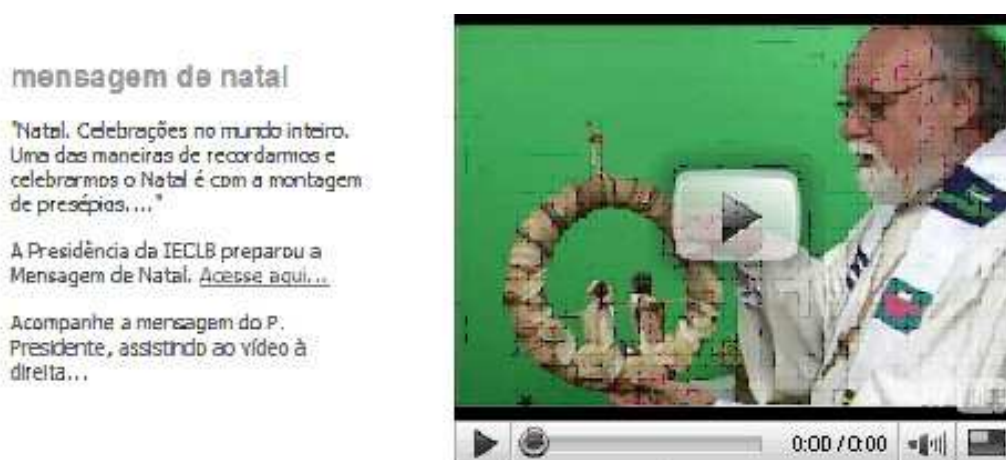 mensagem de natal
"Natal. Celebrações no mundo inteiro.
Uma das maneiras de recordarmos e
celebrarmos o Natal é com a montagem
de presépios...."
A Presidência da IECLB preparou a
Mensagem de Natal. Acesse aqui...
Acompanhe a mensagem do P.
Presidente, assistindo ao vídeo à
direita...
0:00 / 0:00